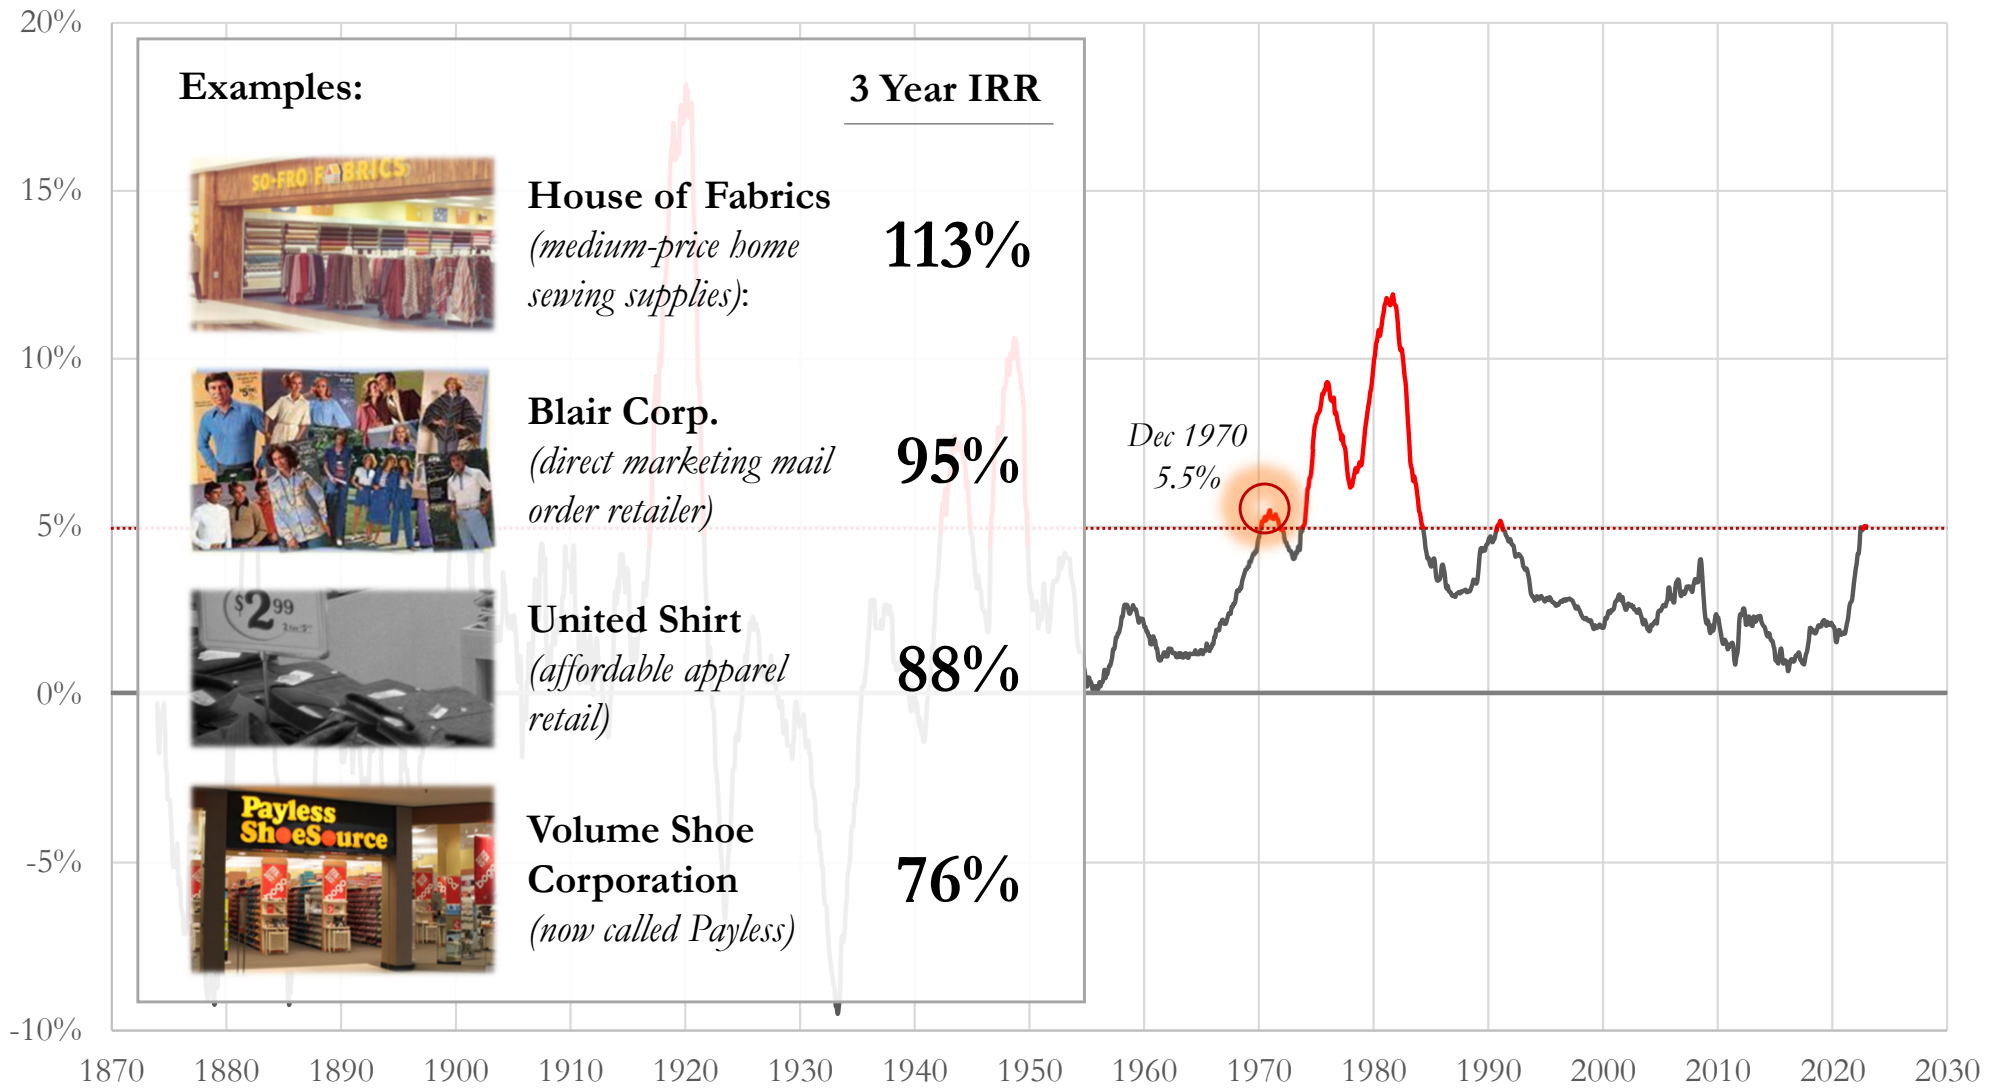 20%
15%
10%
5%
0%
-5%
-10%
Examples:
3 Year IRR
SO-FRO FABRICS
House of Fabrics
(medium-price home
sewing supplies):
113%
Blair Corp.
(direct marketing mail
order retailer)
95%
$2.99
United Shirt
(affordable apparel
retail)
88%
Payless
ShoeSource
Volume Shoe
Corporation
(now called Payless)
76%
Dec 1970
5.5%
1870 1880 1890 1900 1910 1920 1930 1940 1950 1960 1970 1980 1990 2000 2010 2020 2030